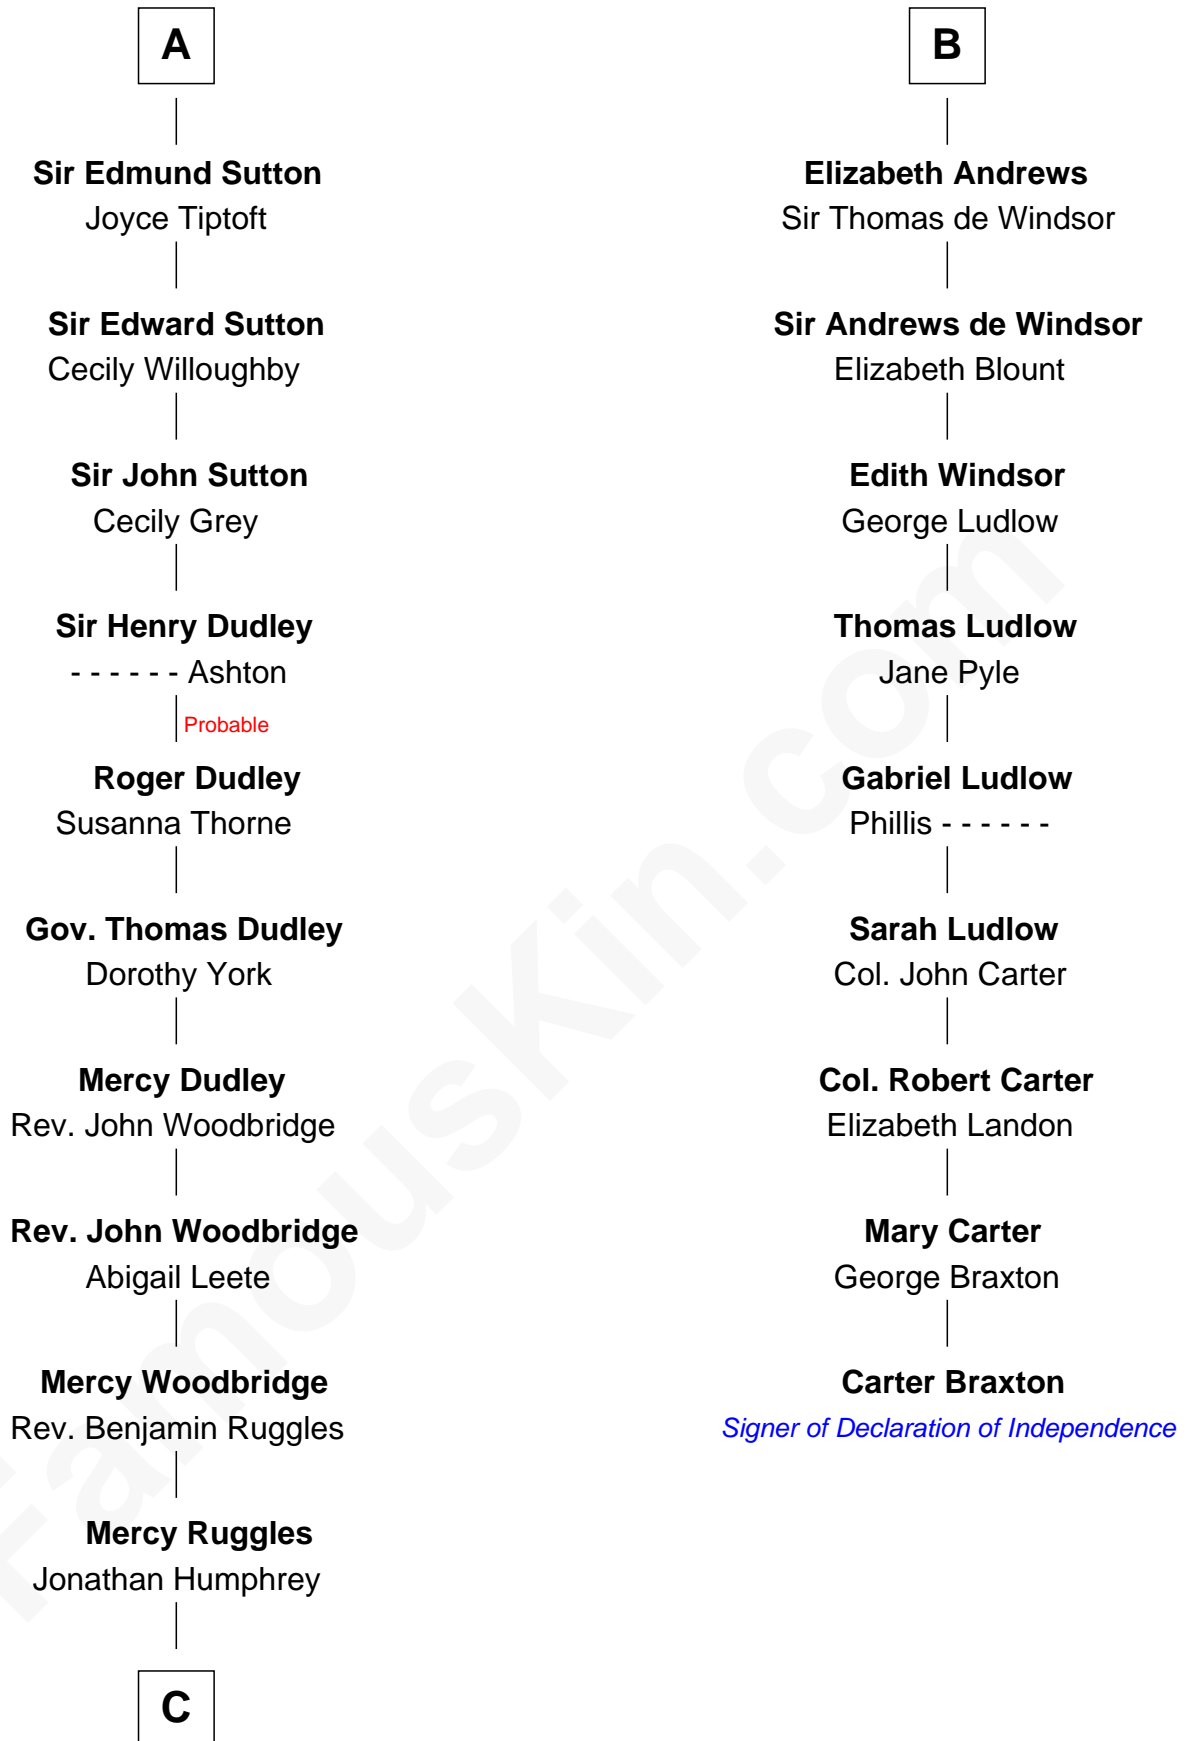 A
Sir Edmund Sutton
Joyce Tiptoft
Sir Edward Sutton
Cecily Willoughby
Sir John Sutton
Cecily Grey
Sir Henry Dudley
- - - - - - Ashton
Probable
Roger Dudley
Susanna Thorne
Gov. Thomas Dudley
Dorothy York
Mercy Dudley
Rev. John Woodbridge
Rev. John Woodbridge
Abigail Leete
Mercy Woodbridge
Rev. Benjamin Ruggles
Mercy Ruggles
Jonathan Humphrey
C
B
Elizabeth Andrews
Sir Thomas de Windsor
Sir Andrews de Windsor
Elizabeth Blount
Edith Windsor
George Ludlow
Thomas Ludlow
Jane Pyle
Gabriel Ludlow
Phillis - - - - - -
Sarah Ludlow
Col. John Carter
Col. Robert Carter
Elizabeth Landon
Mary Carter
George Braxton
Carter Braxton
Signer of Declaration of Independence
FamousKin.com